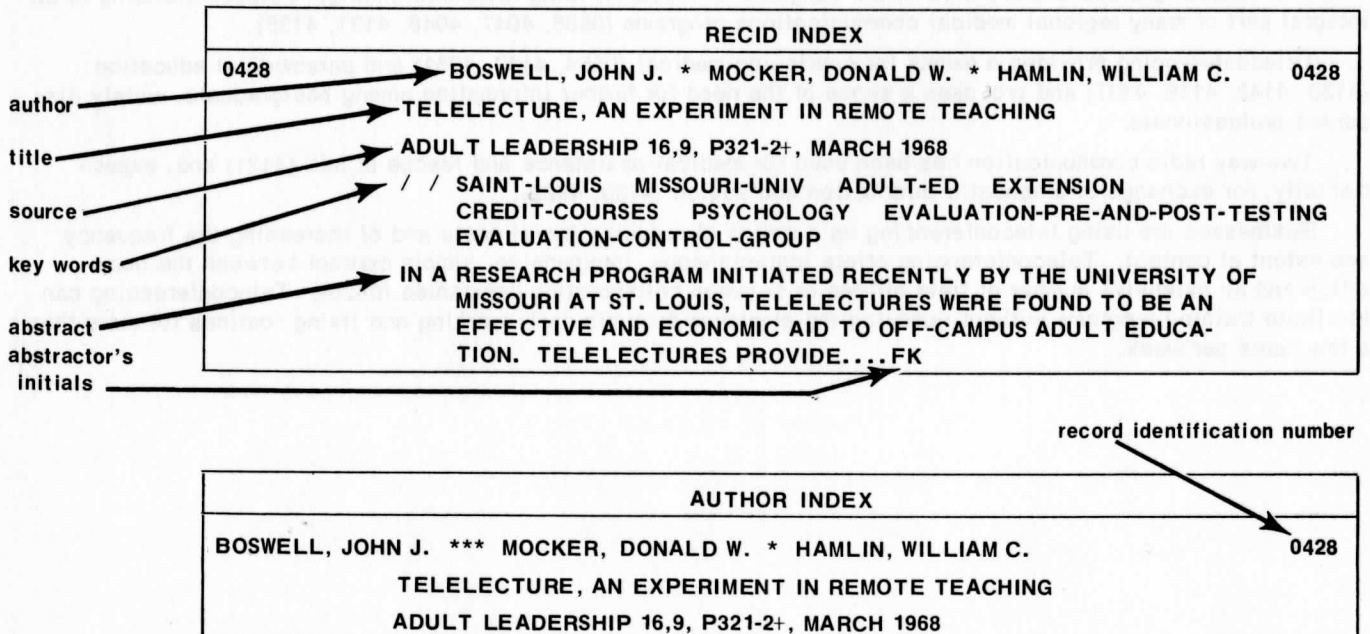 RECID INDEX
0428 BOSWELL, JOHN J. * MOCKER, DONALD W. * HAMLIN, WILLIAM C. 0428
author
TELELECTURE, AN EXPERIMENT IN REMOTE TEACHING
title
ADULT LEADERSHIP 16,9, P321-2+, MARCH 1968
/ / SAINT-LOUIS MISSOURI-UNIV ADULT-ED EXTENSION
source
CREDIT-COURSES PSYCHOLOGY EVALUATION-PRE-AND-POST-TESTING
EVALUATION-CONTROL-GROUP
key words
IN A RESEARCH PROGRAM INITIATED RECENTLY BY THE UNIVERSITY OF
MISSOURI AT ST. LOUIS, TELELECTURES WERE FOUND TO BE AN
abstract
EFFECTIVE AND ECONOMIC AID TO OFF-CAMPUS ADULT EDUCA-
abstractor's
TION. TELELECTURES PROVIDE....FK
initials
record identification number
AUTHOR INDEX
BOSWELL, JOHN J. *** MOCKER, DONALD W. * HAMLIN, WILLIAM C. 0428
TELELECTURE, AN EXPERIMENT IN REMOTE TEACHING
ADULT LEADERSHIP 16,9, P321-2+, MARCH 1968